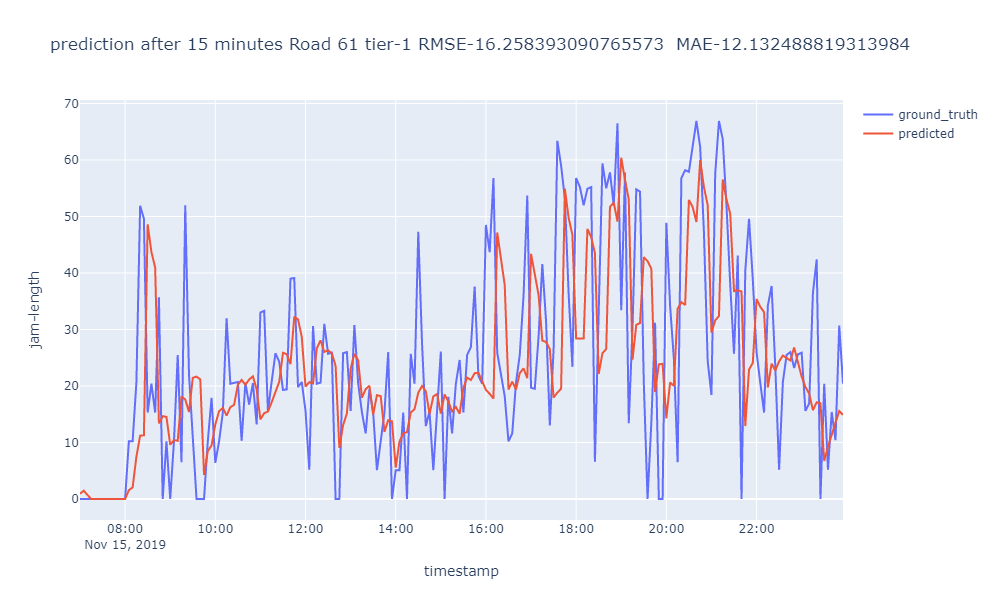 prediction after 15 minutes Road 61 tier-1 RMSE-16.258393090765573  MAE-12.132488819313984
ground_truth
predicted
70
60
50
40
30
20
10
0
jam-length
08:00 10:00 12:00 14:00 16:00 18:00 20:00 22:00
Nov 15, 2019
timestamp